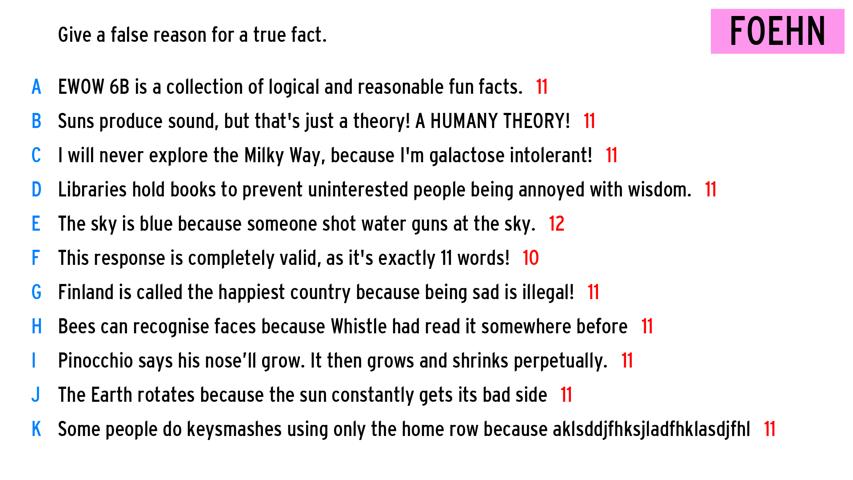 Give a false reason for a true fact.
FOEHN
A EWOW 6B is a collection of logical and reasonable fun facts. 11
B Suns produce sound, but that's just a theory! A HUMANY THEORY! 11
C I will never explore the Milky Way, because I'm galactose intolerant! 11
D Libraries hold books to prevent uninterested people being annoyed with wisdom. 11
E The sky is blue because someone shot water guns at the sky. 12
F This response is completely valid, as it's exactly 11 words! 10
G Finland is called the happiest country because being sad is illegal! 11
H Bees can recognise faces because Whistle had read it somewhere before 11
I Pinocchio says his nose’ll grow. It then grows and shrinks perpetually. 11
J The Earth rotates because the sun constantly gets its bad side 11
K Some people do keysmashes using only the home row because aklsddjfhksjladfhklasdjfhl 11